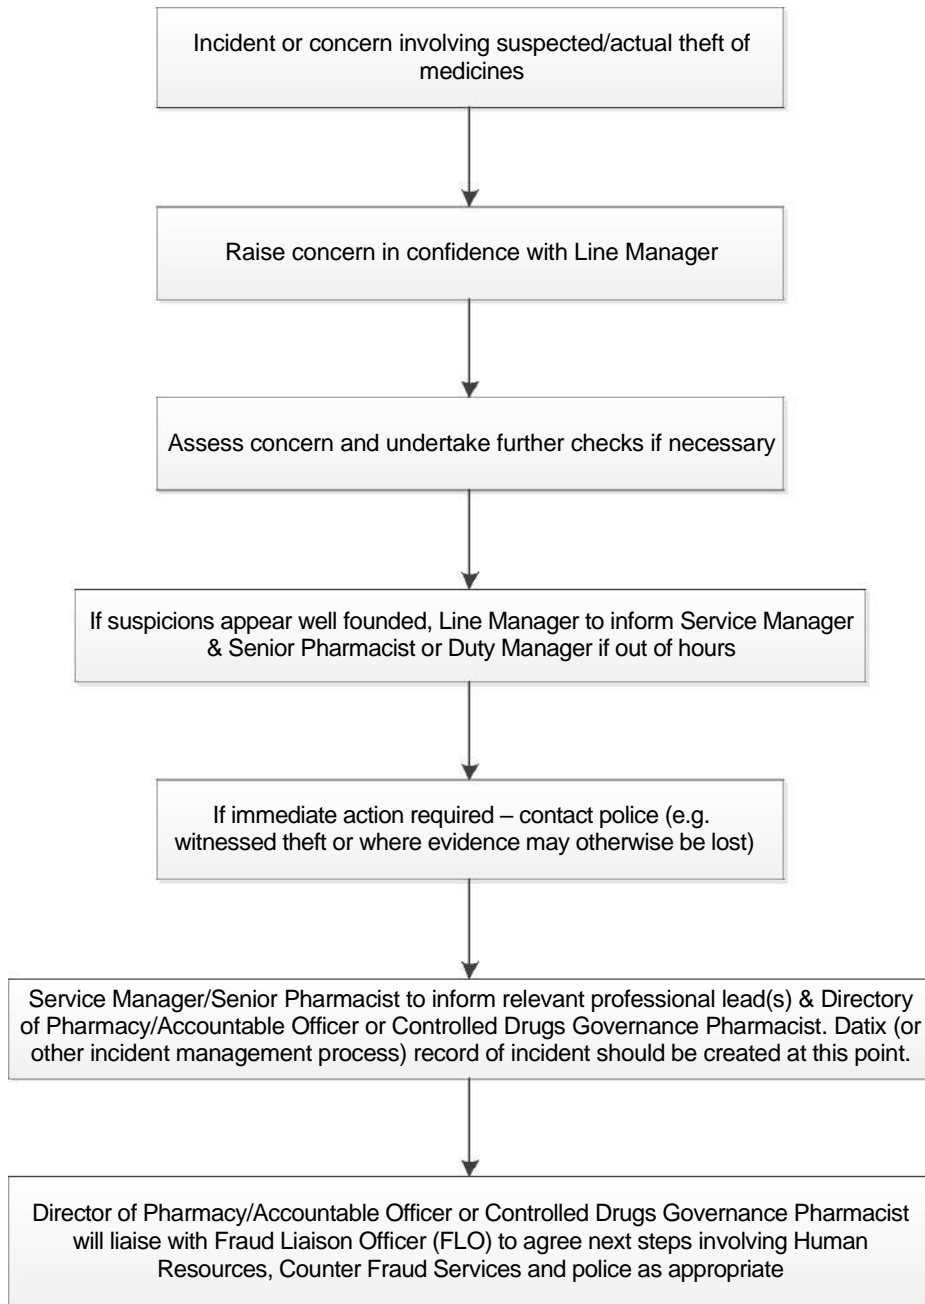 Incident or concern involving suspected/actual theft of
medicines
Raise concern in confidence with Line Manager
Assess concern and undertake further checks if necessary
If suspicions appear well founded, Line Manager to inform Service Manager
& Senior Pharmacist or Duty Manager if out of hours
If immediate action required – contact police (e.g.
witnessed theft or where evidence may otherwise be lost)
Service Manager/Senior Pharmacist to inform relevant professional lead(s) & Directory
of Pharmacy/Accountable Officer or Controlled Drugs Governance Pharmacist. Datix (or
other incident management process) record of incident should be created at this point.
Director of Pharmacy/Accountable Officer or Controlled Drugs Governance Pharmacist
will liaise with Fraud Liaison Officer (FLO) to agree next steps involving Human
Resources, Counter Fraud Services and police as appropriate